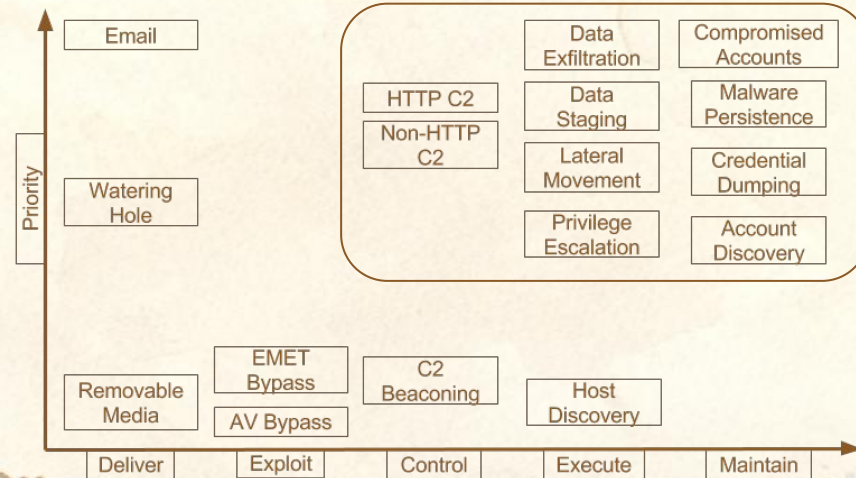 Email
Data
Exfiltration
Compromised
Accounts
HTTP C2
Data
Staging
Malware
Persistence
Non-HTTP
C2
Priority
Watering
Hole
Lateral
Movement
Credential
Dumping
Privilege
Escalation
Account
Discovery
Removable
Media
EMET
Bypass
AV Bypass
C2
Beaconing
Host
Discovery
Deliver
Exploit
Control
Execute
Maintain